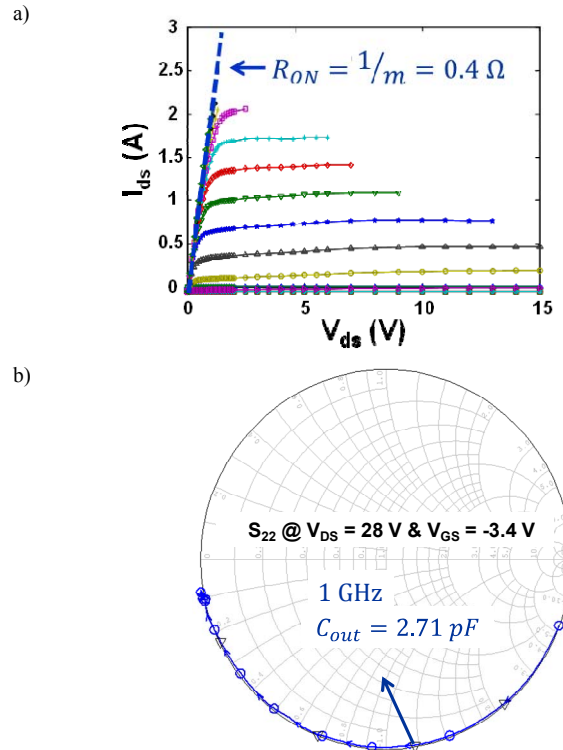 a)
3
2.5
2
1.5
1
0.5
0
I_ds (A)
R_ON = 1/m = 0.4 Ω
0 5 10 15
V_ds (V)
b)
S_22 @ V_DS = 28 V & V_GS = -3.4 V
1 GHz
C_out = 2.71 pF